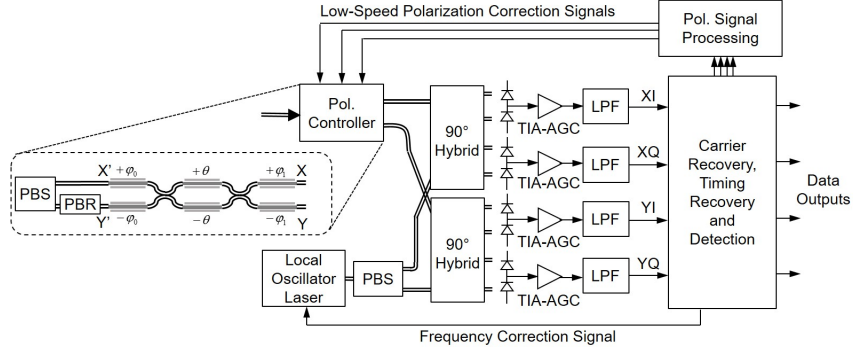 Low-Speed Polarization Correction Signals
Pol. Signal
Processing
Pol.
Controller
90°
Hybrid
TIA-AGC
LPF
XI
TIA-AGC
LPF
XQ
Carrier
Recovery,
Timing
Recovery
and
Detection
Data
Outputs
PBS
X'
+φ₀
+θ
+φ₁
X
PBR
Y'
−φ₀
−θ
−φ₁
Y
90°
Hybrid
TIA-AGC
LPF
YI
TIA-AGC
LPF
YQ
Local
Oscillator
Laser
PBS
Frequency Correction Signal